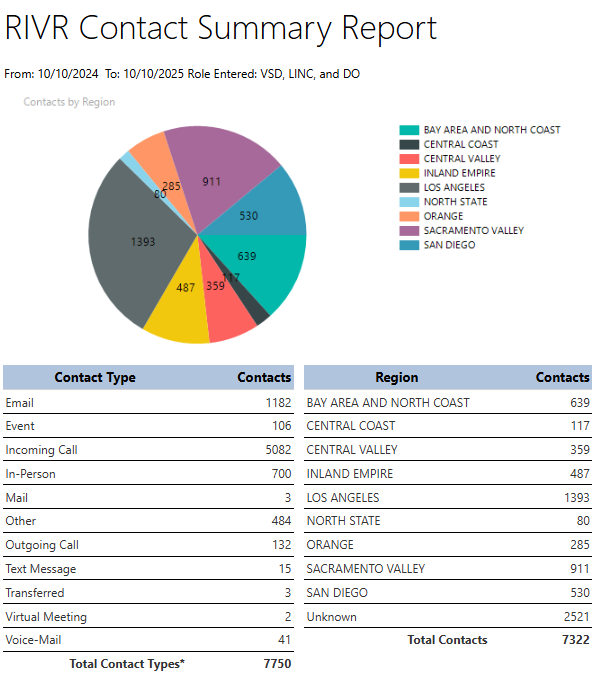 RIVR Contact Summary Report
From: 10/10/2024 To: 10/10/2025 Role Entered: VSD, LINC, and DO
Contacts by Region
911
285
80
530
1393
639
117
359
487
BAY AREA AND NORTH COAST
CENTRAL COAST
CENTRAL VALLEY
INLAND EMPIRE
LOS ANGELES
NORTH STATE
ORANGE
SACRAMENTO VALLEY
SAN DIEGO
Contact Type Contacts
Email 1182
Event 106
Incoming Call 5082
In-Person 700
Mail 3
Other 484
Outgoing Call 132
Text Message 15
Transferred 3
Virtual Meeting 2
Voice-Mail 41
Total Contact Types* 7750
Region Contacts
BAY AREA AND NORTH COAST 639
CENTRAL COAST 117
CENTRAL VALLEY 359
INLAND EMPIRE 487
LOS ANGELES 1393
NORTH STATE 80
ORANGE 285
SACRAMENTO VALLEY 911
SAN DIEGO 530
Unknown 2521
Total Contacts 7322